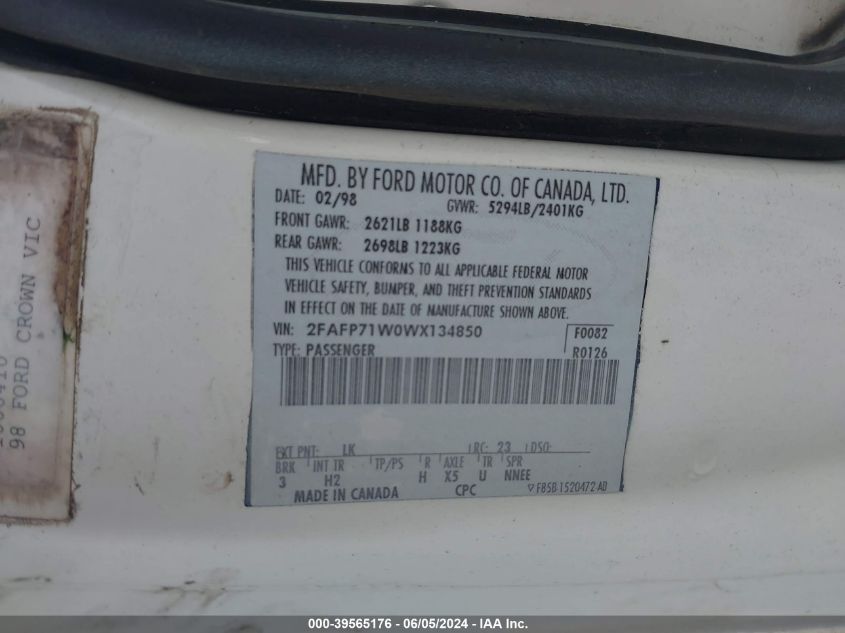 98 FORD CROWN VIC
MFD. BY FORD MOTOR CO. OF CANADA, LTD.
DATE: 02/98 GVWR: 5294LB/2401KG
FRONT GAWR: 2621LB 1188KG
REAR GAWR: 2698LB 1223KG
THIS VEHICLE CONFORMS TO ALL APPLICABLE FEDERAL MOTOR
VEHICLE SAFETY, BUMPER, AND THEFT PREVENTION STANDARDS
IN EFFECT ON THE DATE OF MANUFACTURE SHOWN ABOVE.
VIN: 2FAFP71W0WX134850 F0082
TYPE: PASSENGER R0126
EXT PNT: LK RC: 23 DSO:
BRK INT TR TP/PS R AXLE TR SPR
3 H2 H X5 U NNEE
MADE IN CANADA CPC F85B-1520472-AB
000-39565176 - 06/05/2024 - IAA Inc.